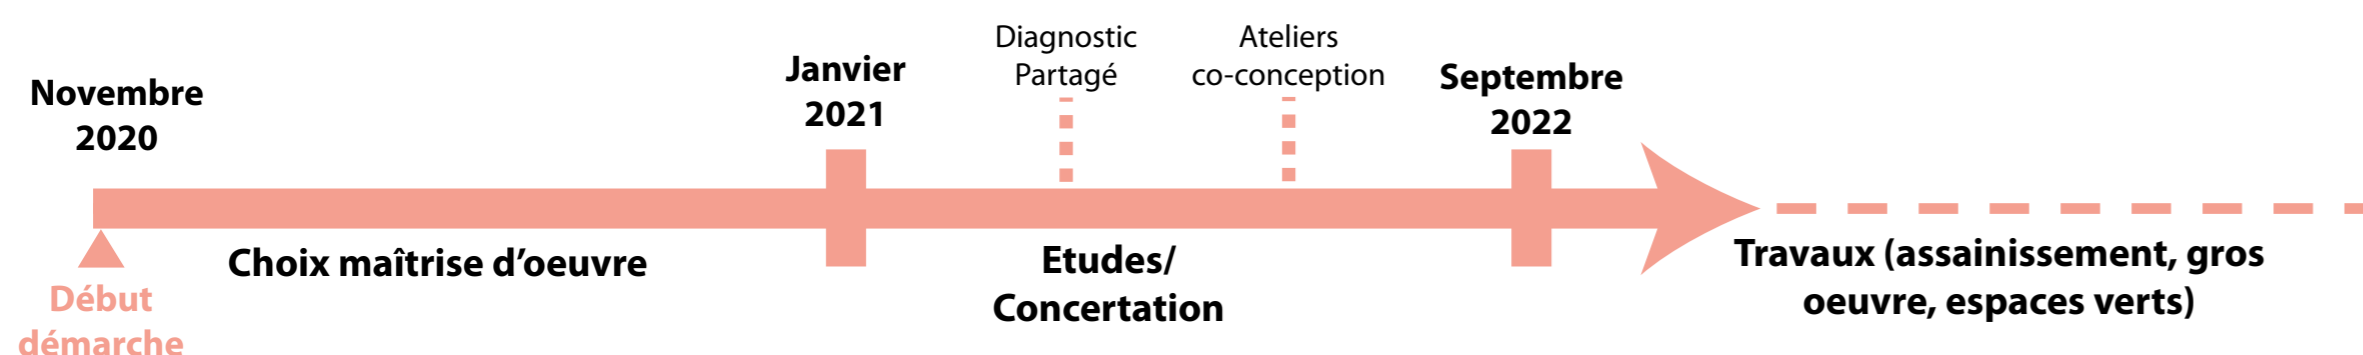 Novembre
2020
Janvier
2021
Diagnostic
Partagé
Ateliers
co-conception
Septembre
2022
Début
démarche
Choix maîtrise d’oeuvre
Etudes/
Concertation
Travaux (assainissement, gros
oeuvre, espaces verts)